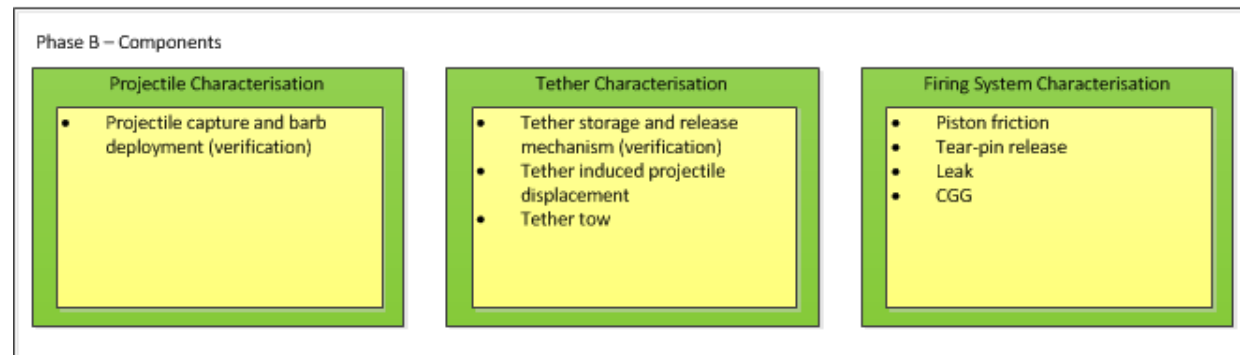 Phase B – Components
Projectile Characterisation
• Projectile capture and barb
deployment (verification)
Tether Characterisation
• Tether storage and release
mechanism (verification)
• Tether induced projectile
displacement
• Tether tow
Firing System Characterisation
• Piston friction
• Tear-pin release
• Leak
• CGG